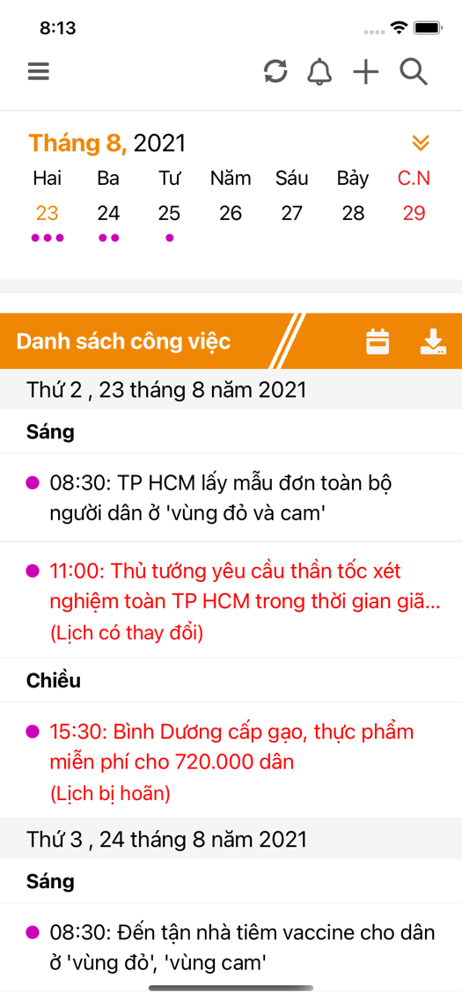 8:13
Tháng 8, 2021
Hai Ba Tư Năm Sáu Bảy C.N
23 24 25 26 27 28 29
Danh sách công việc
Thứ 2 , 23 tháng 8 năm 2021
Sáng
08:30: TP HCM lấy mẫu đơn toàn bộ
người dân ở 'vùng đỏ và cam'
11:00: Thủ tướng yêu cầu thần tốc xét
nghiệm toàn TP HCM trong thời gian giã...
(Lịch có thay đổi)
Chiều
15:30: Bình Dương cấp gạo, thực phẩm
miễn phí cho 720.000 dân
(Lịch bị hoãn)
Thứ 3 , 24 tháng 8 năm 2021
Sáng
08:30: Đến tận nhà tiêm vaccine cho dân
ở 'vùng đỏ', 'vùng cam'